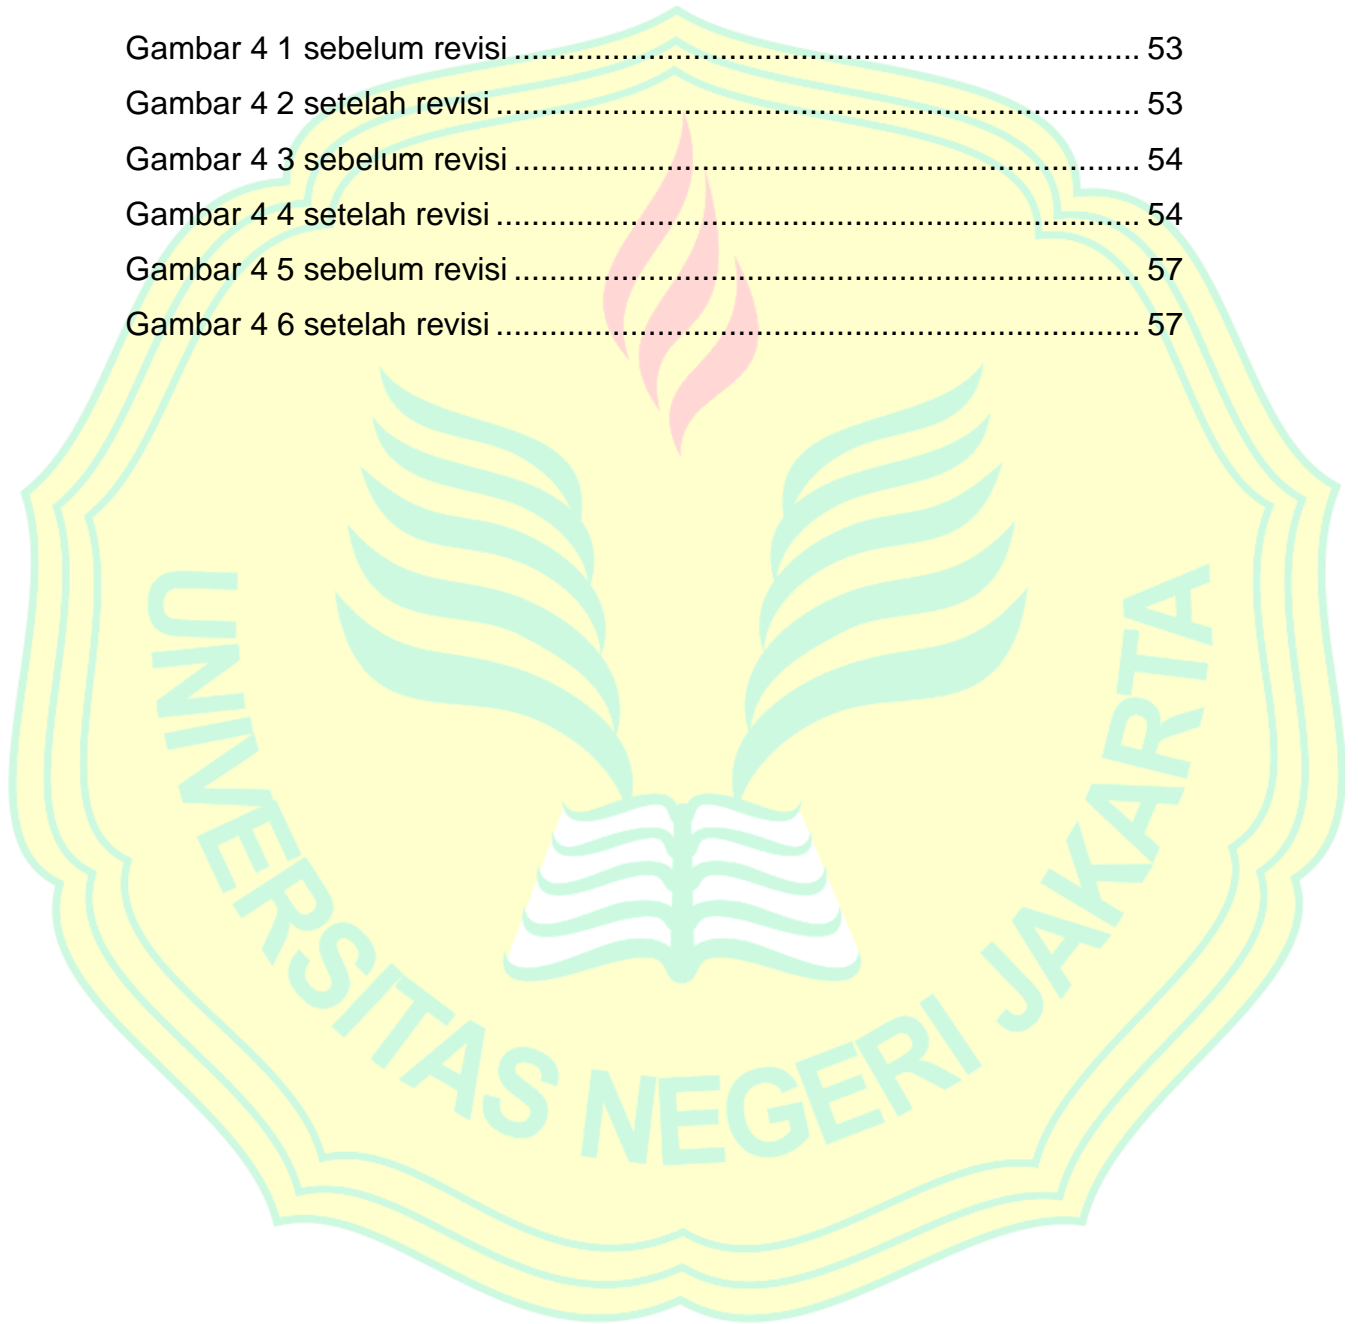 Gambar 4 1 sebelum revisi ........................................................................ 53
Gambar 4 2 setelah revisi .......................................................................... 53
Gambar 4 3 sebelum revisi ........................................................................ 54
Gambar 4 4 setelah revisi .......................................................................... 54
Gambar 4 5 sebelum revisi ........................................................................ 57
Gambar 4 6 setelah revisi .......................................................................... 57
UNIVERSITAS NEGERI JAKARTA